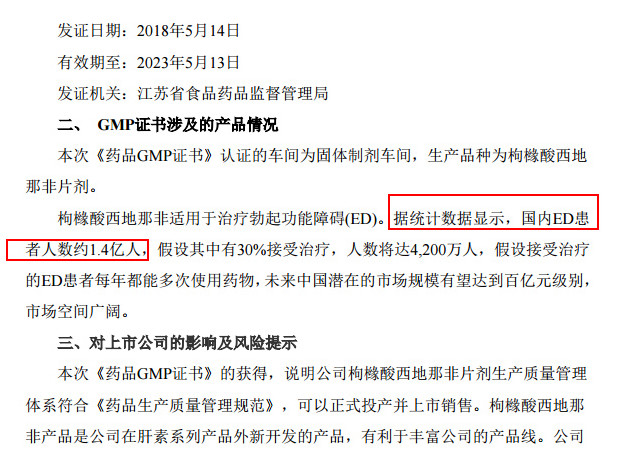 发证日期：2018年5月14日
有效期至：2023年5月13日
发证机关：江苏省食品药品监督管理局
二、 GMP证书涉及的产品情况
本次《药品GMP证书》认证的车间为固体制剂车间，生产品种为枸橼酸西地
那非片剂。
枸橼酸西地那非适用于治疗勃起功能障碍(ED)。据统计数据显示，国内ED患
者人数约1.4亿人，假设其中有30%接受治疗，人数将达4,200万人，假设接受治疗
的ED患者每年都能多次使用药物，未来中国潜在的市场规模有望达到百亿元级别，
市场空间广阔。
三、对上市公司的影响及风险提示
本次《药品GMP证书》的获得，说明公司枸橼酸西地那非片剂生产质量管理
体系符合《药品生产质量管理规范》，可以正式投产并上市销售。枸橼酸西地那
非产品是公司在肝素系列产品外新开发的产品，有利于丰富公司的产品线。公司